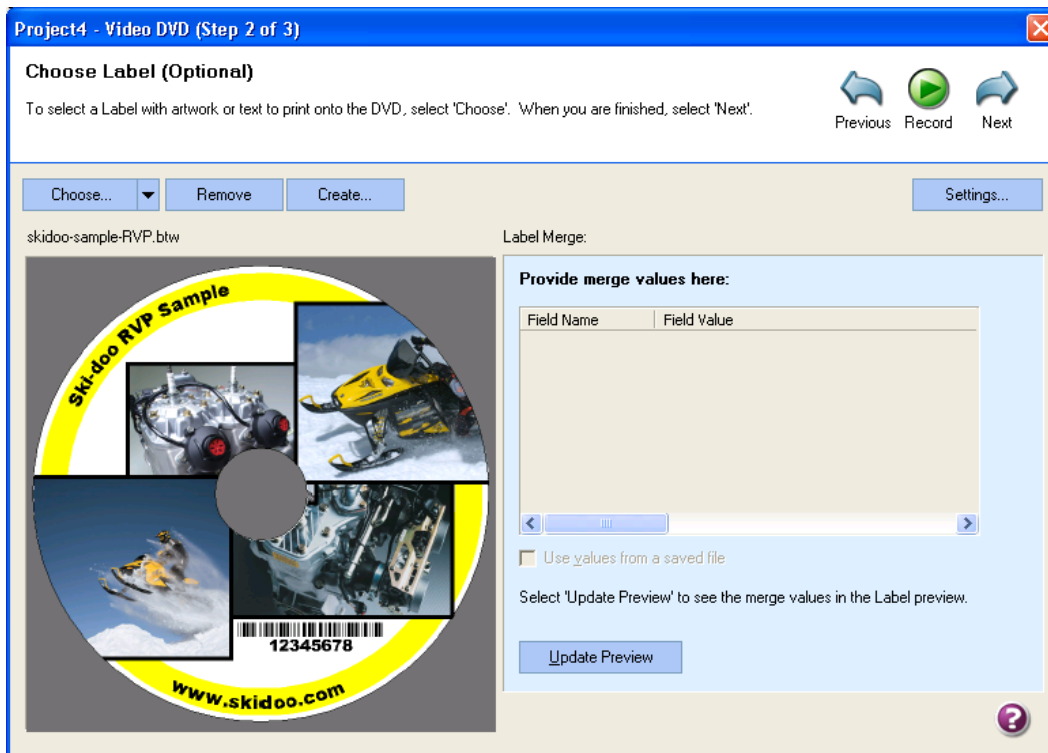 Project4 - Video DVD (Step 2 of 3)
Choose Label (Optional)
To select a Label with artwork or text to print onto the DVD, select 'Choose'. When you are finished, select 'Next'.
Previous Record Next
Choose... Remove Create... Settings...
skidoo-sample-RVP.btw
Label Merge:
Ski-doo RVP Sample
12345678
www.skidoo.com
Provide merge values here:
Field Name Field Value
Use values from a saved file
Select 'Update Preview' to see the merge values in the Label preview.
Update Preview